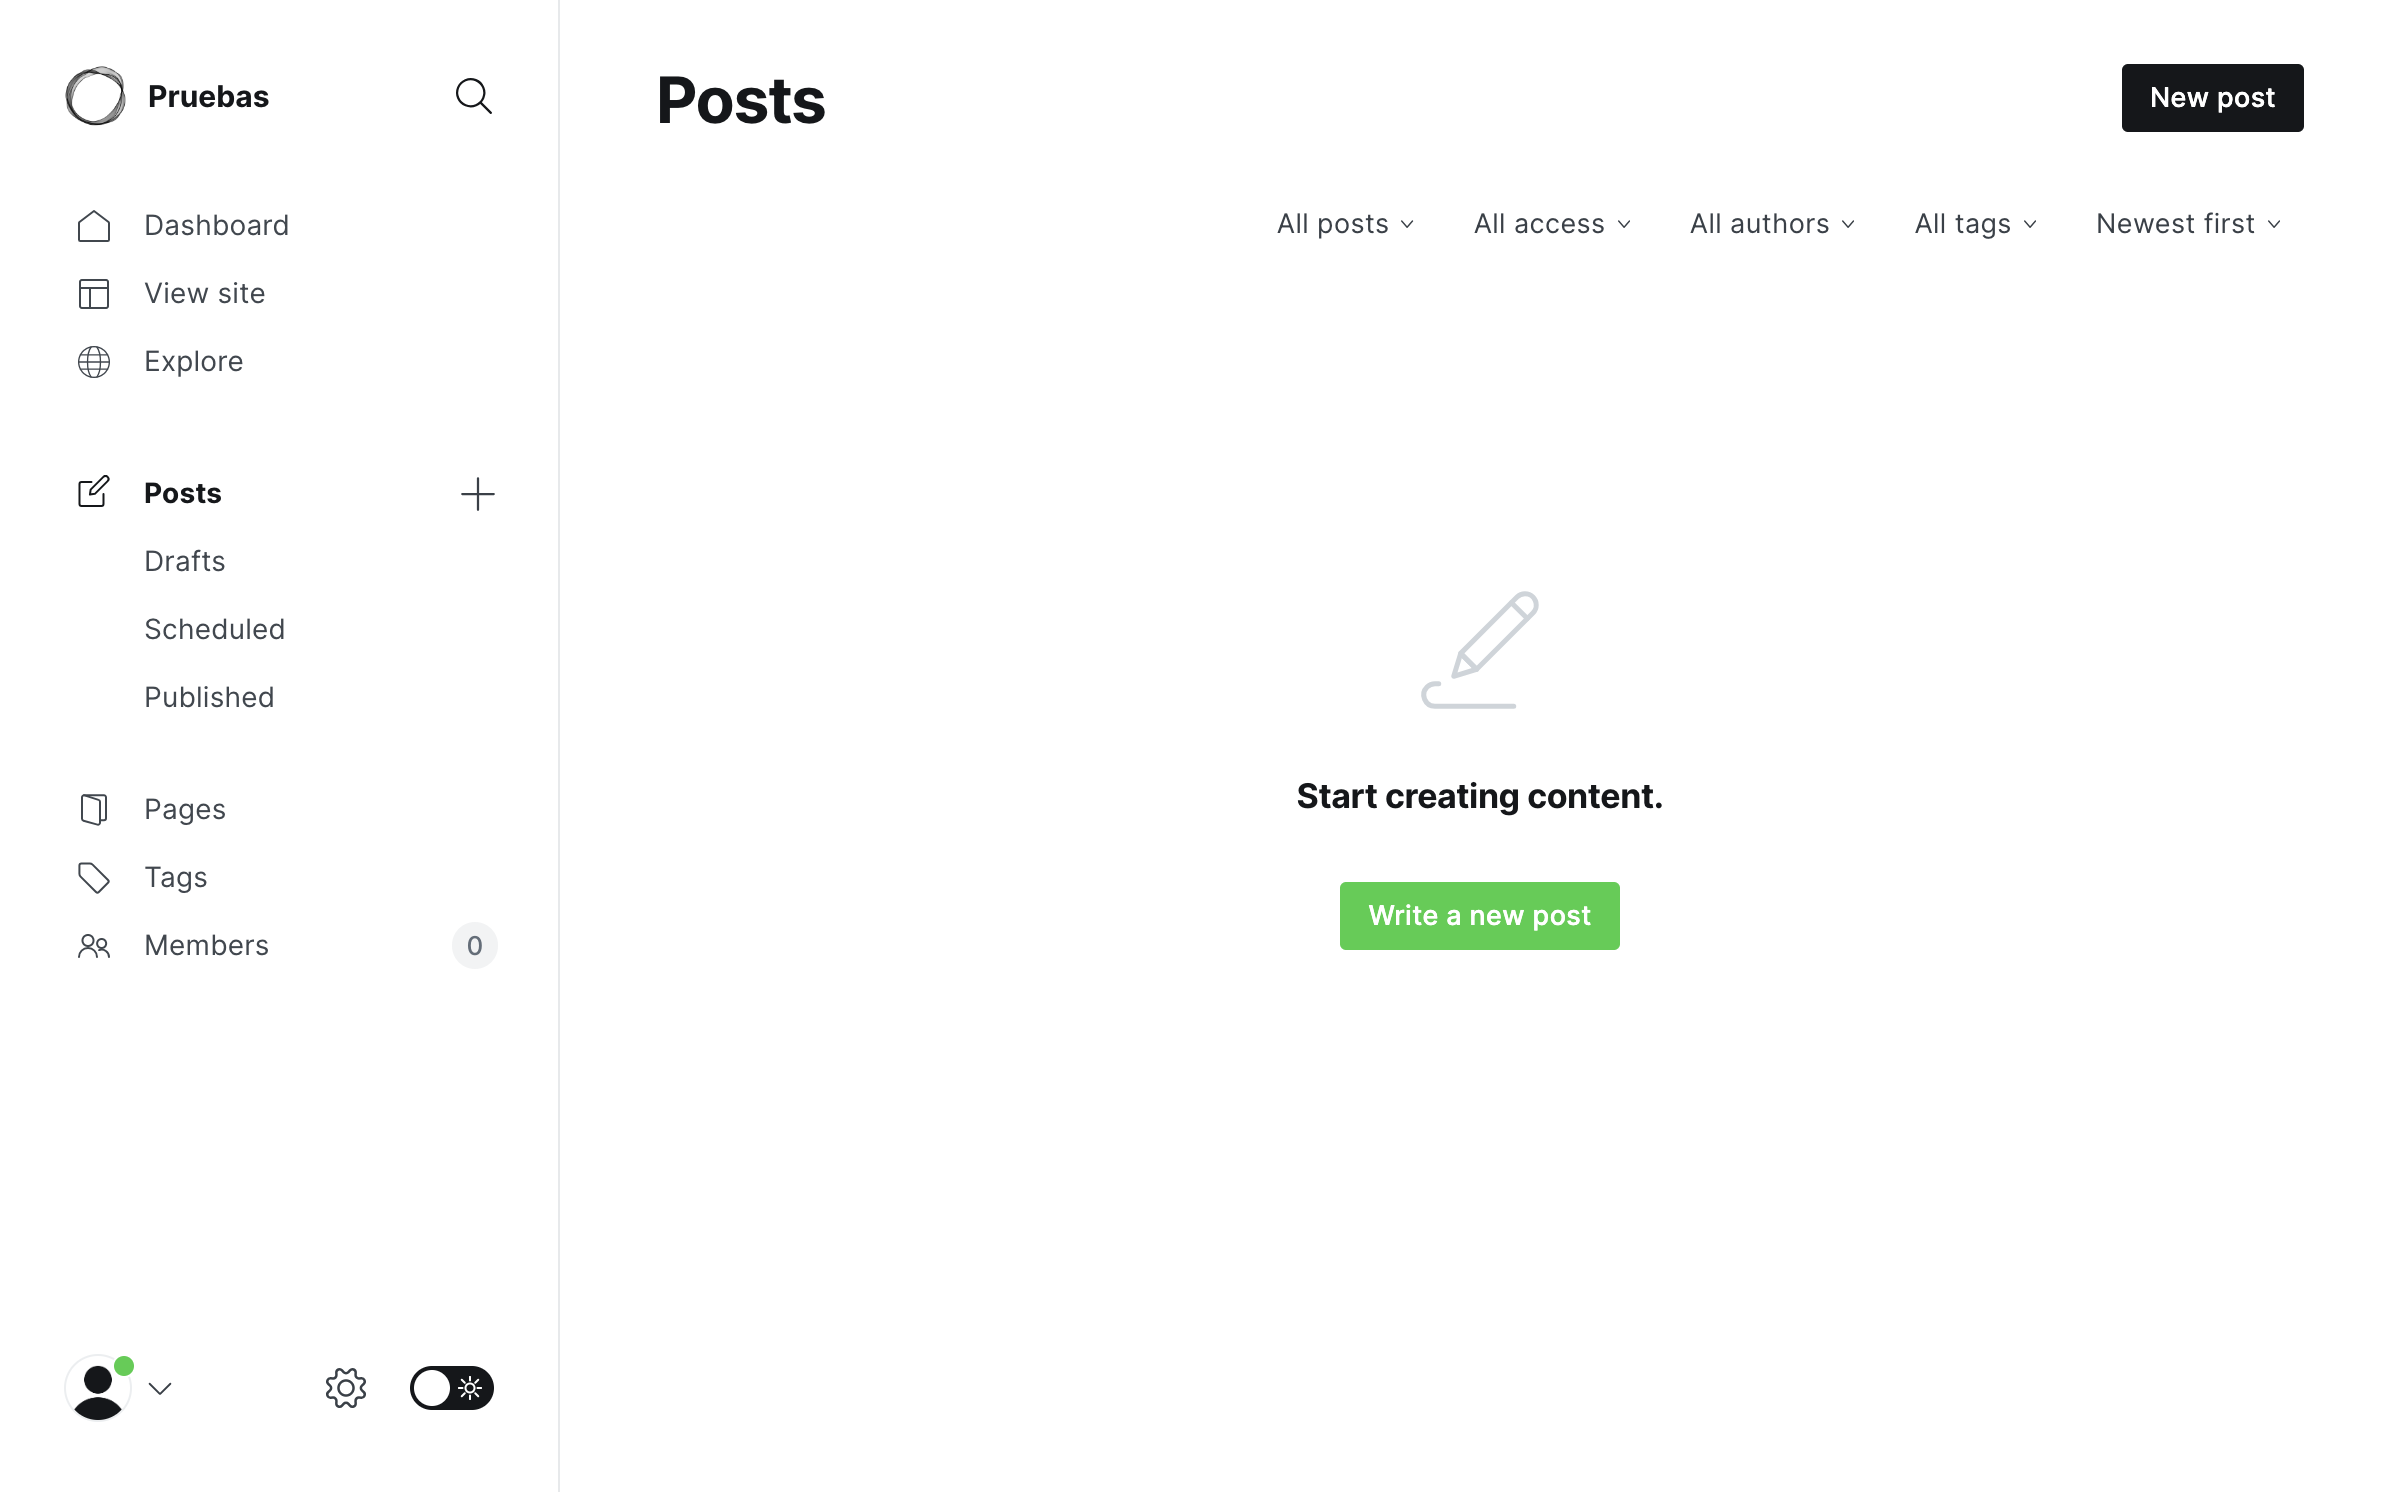 Pruebas
Dashboard
View site
Explore
Posts
Drafts
Scheduled
Published
Pages
Tags
Members 0
Posts
New post
All posts All access All authors All tags Newest first
Start creating content.
Write a new post